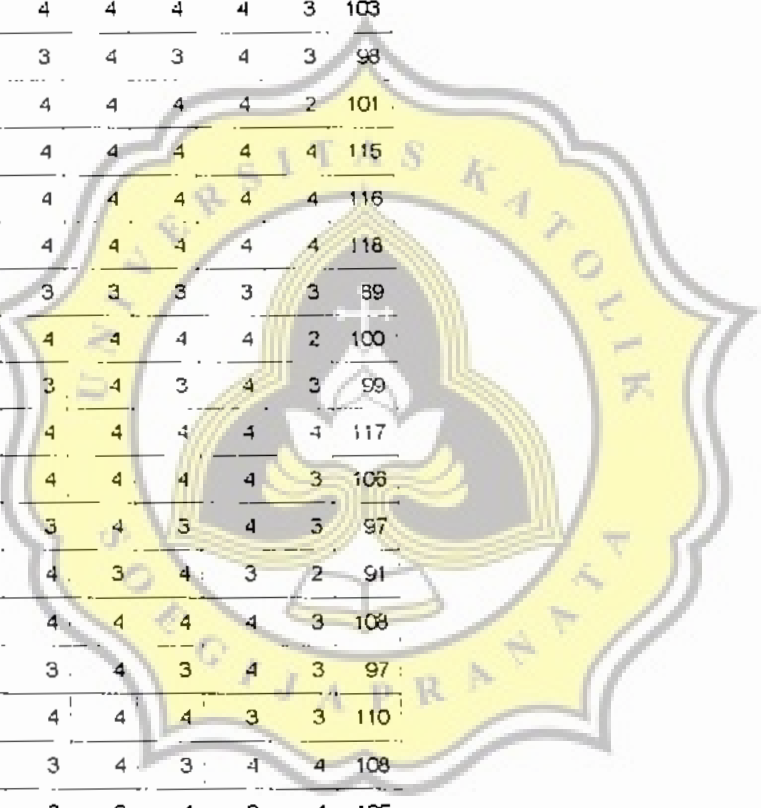 4 4 4 4 3 103
3 4 3 4 3 98
4 4 4 4 2 101
4 4 4 4 4 115
4 4 4 4 4 116
4 4 4 4 4 118
3 3 3 3 3 89
4 4 4 4 2 100
3 4 3 4 3 99
4 4 4 4 4 117
4 4 4 4 3 106
3 4 3 4 3 97
4 3 4 3 2 91
4 4 4 4 3 108
3 4 3 4 3 97
4 4 4 3 3 110
3 4 3 4 4 108
UNIVERSITAS KATOLIK
SOEGIJAPRANATA